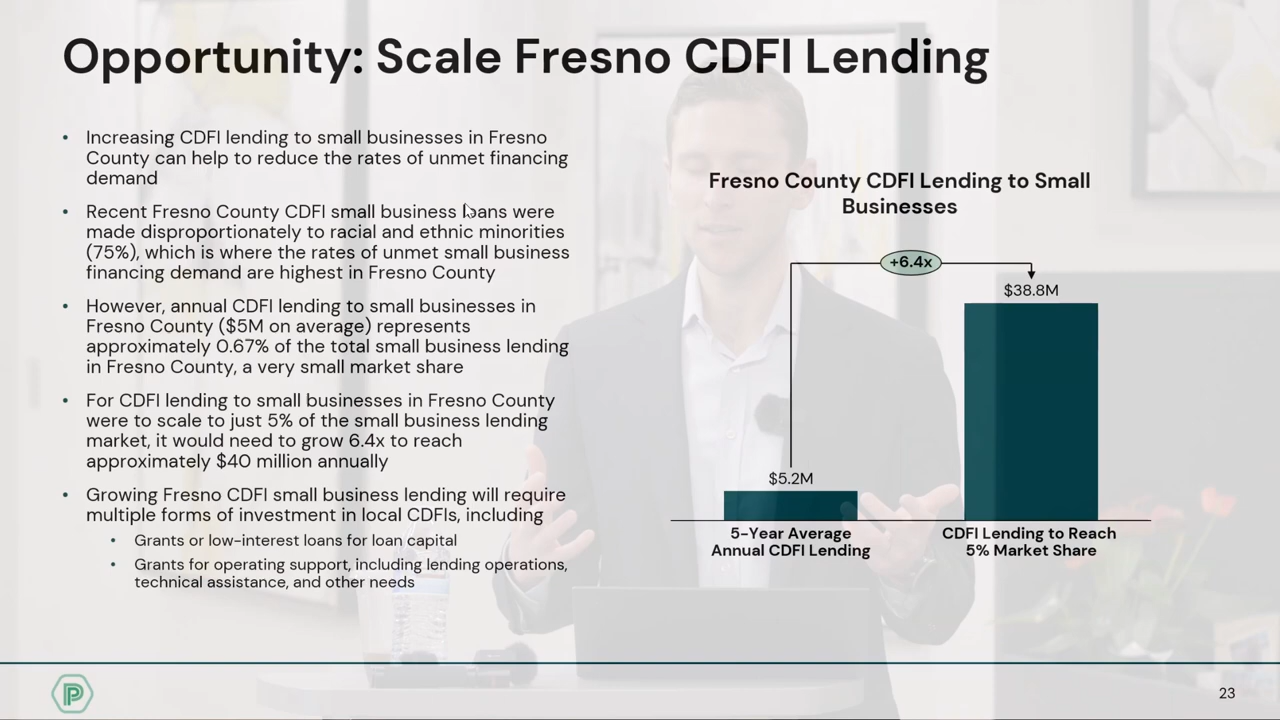 Opportunity: Scale Fresno CDFI Lending
• Increasing CDFI lending to small businesses in Fresno
County can help to reduce the rates of unmet financing
demand
• Recent Fresno County CDFI small business loans were
made disproportionately to racial and ethnic minorities
(75%), which is where the rates of unmet small business
financing demand are highest in Fresno County
• However, annual CDFI lending to small businesses in
Fresno County ($5M on average) represents
approximately 0.67% of the total small business lending
in Fresno County, a very small market share
• For CDFI lending to small businesses in Fresno County
were to scale to just 5% of the small business lending
market, it would need to grow 6.4x to reach
approximately $40 million annually
• Growing Fresno CDFI small business lending will require
multiple forms of investment in local CDFIs, including
• Grants or low-interest loans for loan capital
• Grants for operating support, including lending operations,
technical assistance, and other needs
Fresno County CDFI Lending to Small
Businesses
+6.4x
$38.8M
$5.2M
5-Year Average
Annual CDFI Lending
CDFI Lending to Reach
5% Market Share
P
23